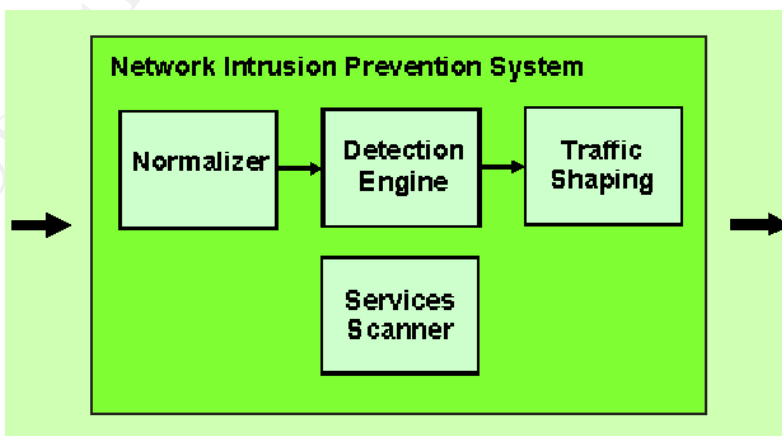 Network Intrusion Prevention System
Normalizer
Detection
Engine
Traffic
Shaping
Services
Scanner